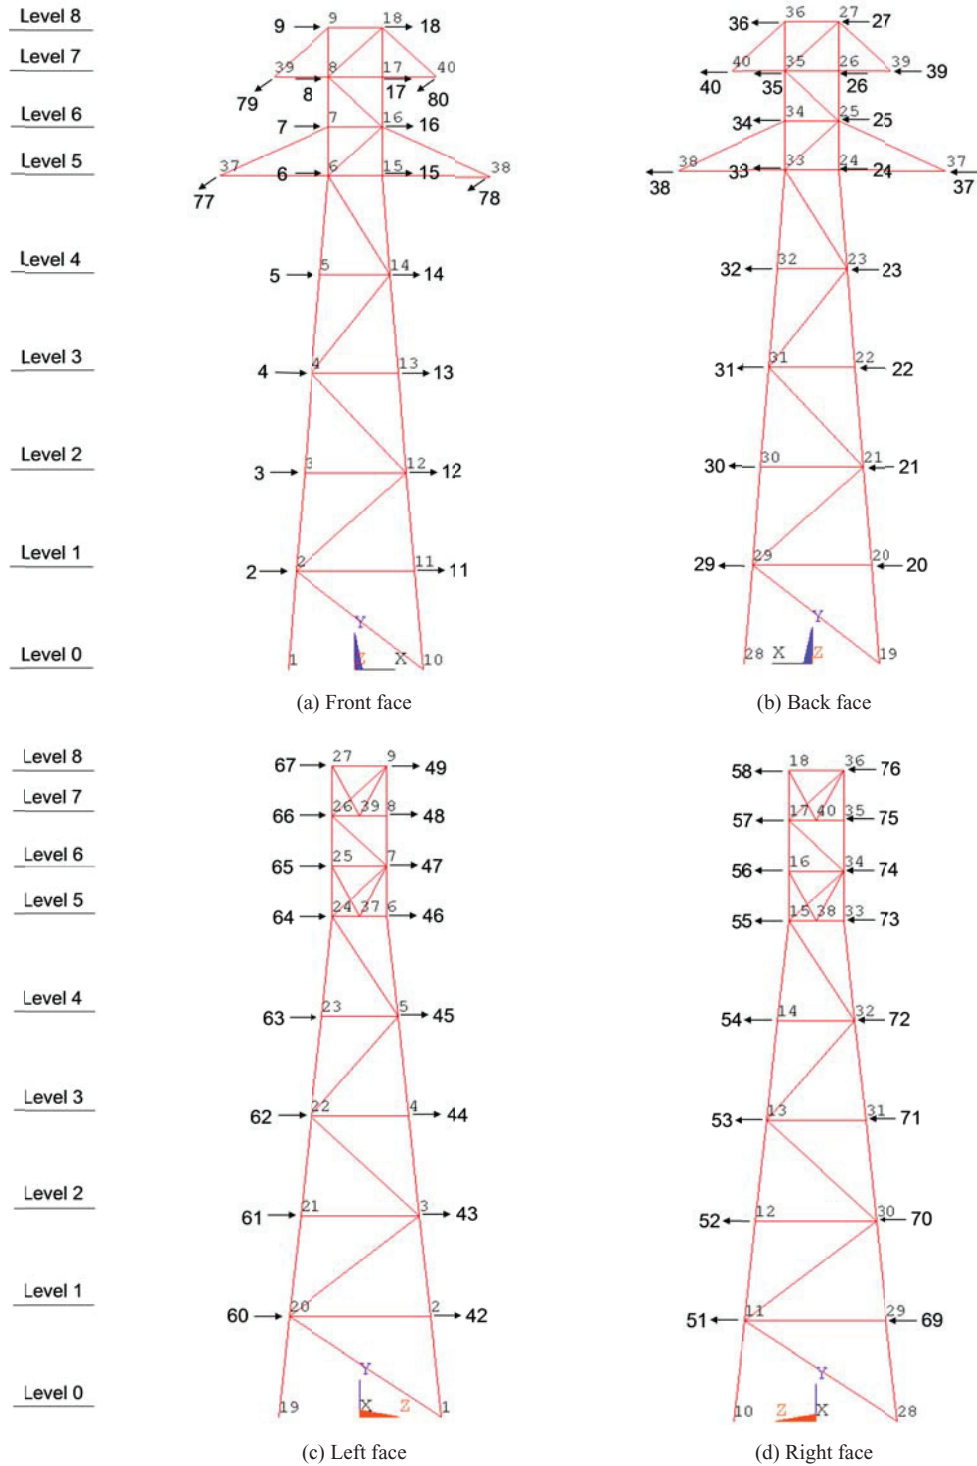 Level 8
Level 7
Level 6
Level 5
Level 4
Level 3
Level 2
Level 1
Level 0
9 9 18 18
39 8 17 40
79 8 17 80
7 7 16 16
37 6 6 15 15 38
77 78
5 5 14 14
4 4 13 13
3 3 12 12
2 2 11 11
Y
Z X
1 10
(a) Front face
36 36 27 27
40 35 26 39 39
40 35 26
34 34 25 25
38 33 33 24 24 37
38 37
32 32 23 23
31 31 22 22
30 30 21 21
29 29 20 20
Y
28 X Z 19
(b) Back face
Level 8
Level 7
Level 6
Level 5
Level 4
Level 3
Level 2
Level 1
Level 0
67 27 9 49
66 26 39 8 48
65 25 7 47
64 24 37 6 46
63 23 5 45
62 22 4 44
61 21 3 43
60 20 2 42
Y
19 X Z 1
(c) Left face
58 18 36 76
57 17 40 35 75
56 16 34 74
55 15 38 33 73
54 14 32 72
53 13 31 71
52 12 30 70
51 11 29 69
Y
10 Z X 28
(d) Right face